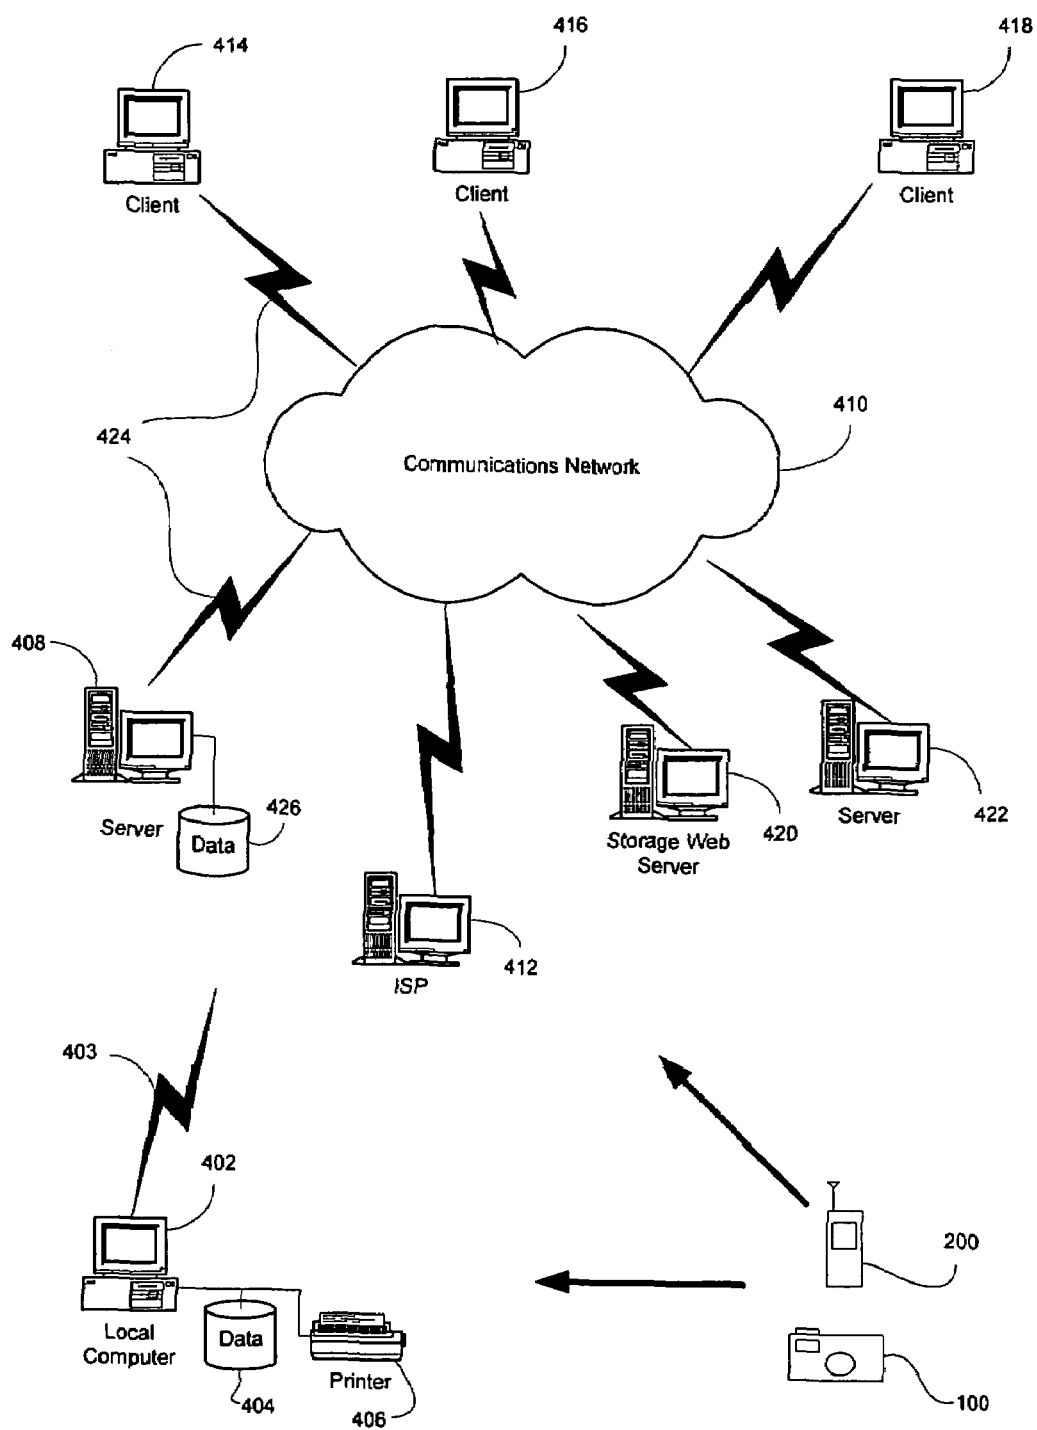 414
416
418
Client
Client
Client
410
424
Communications Network
408
Server
426
Data
420
Storage Web
Server
422
Server
412
ISP
403
402
200
Local
Computer
Data
404
Printer
406
100